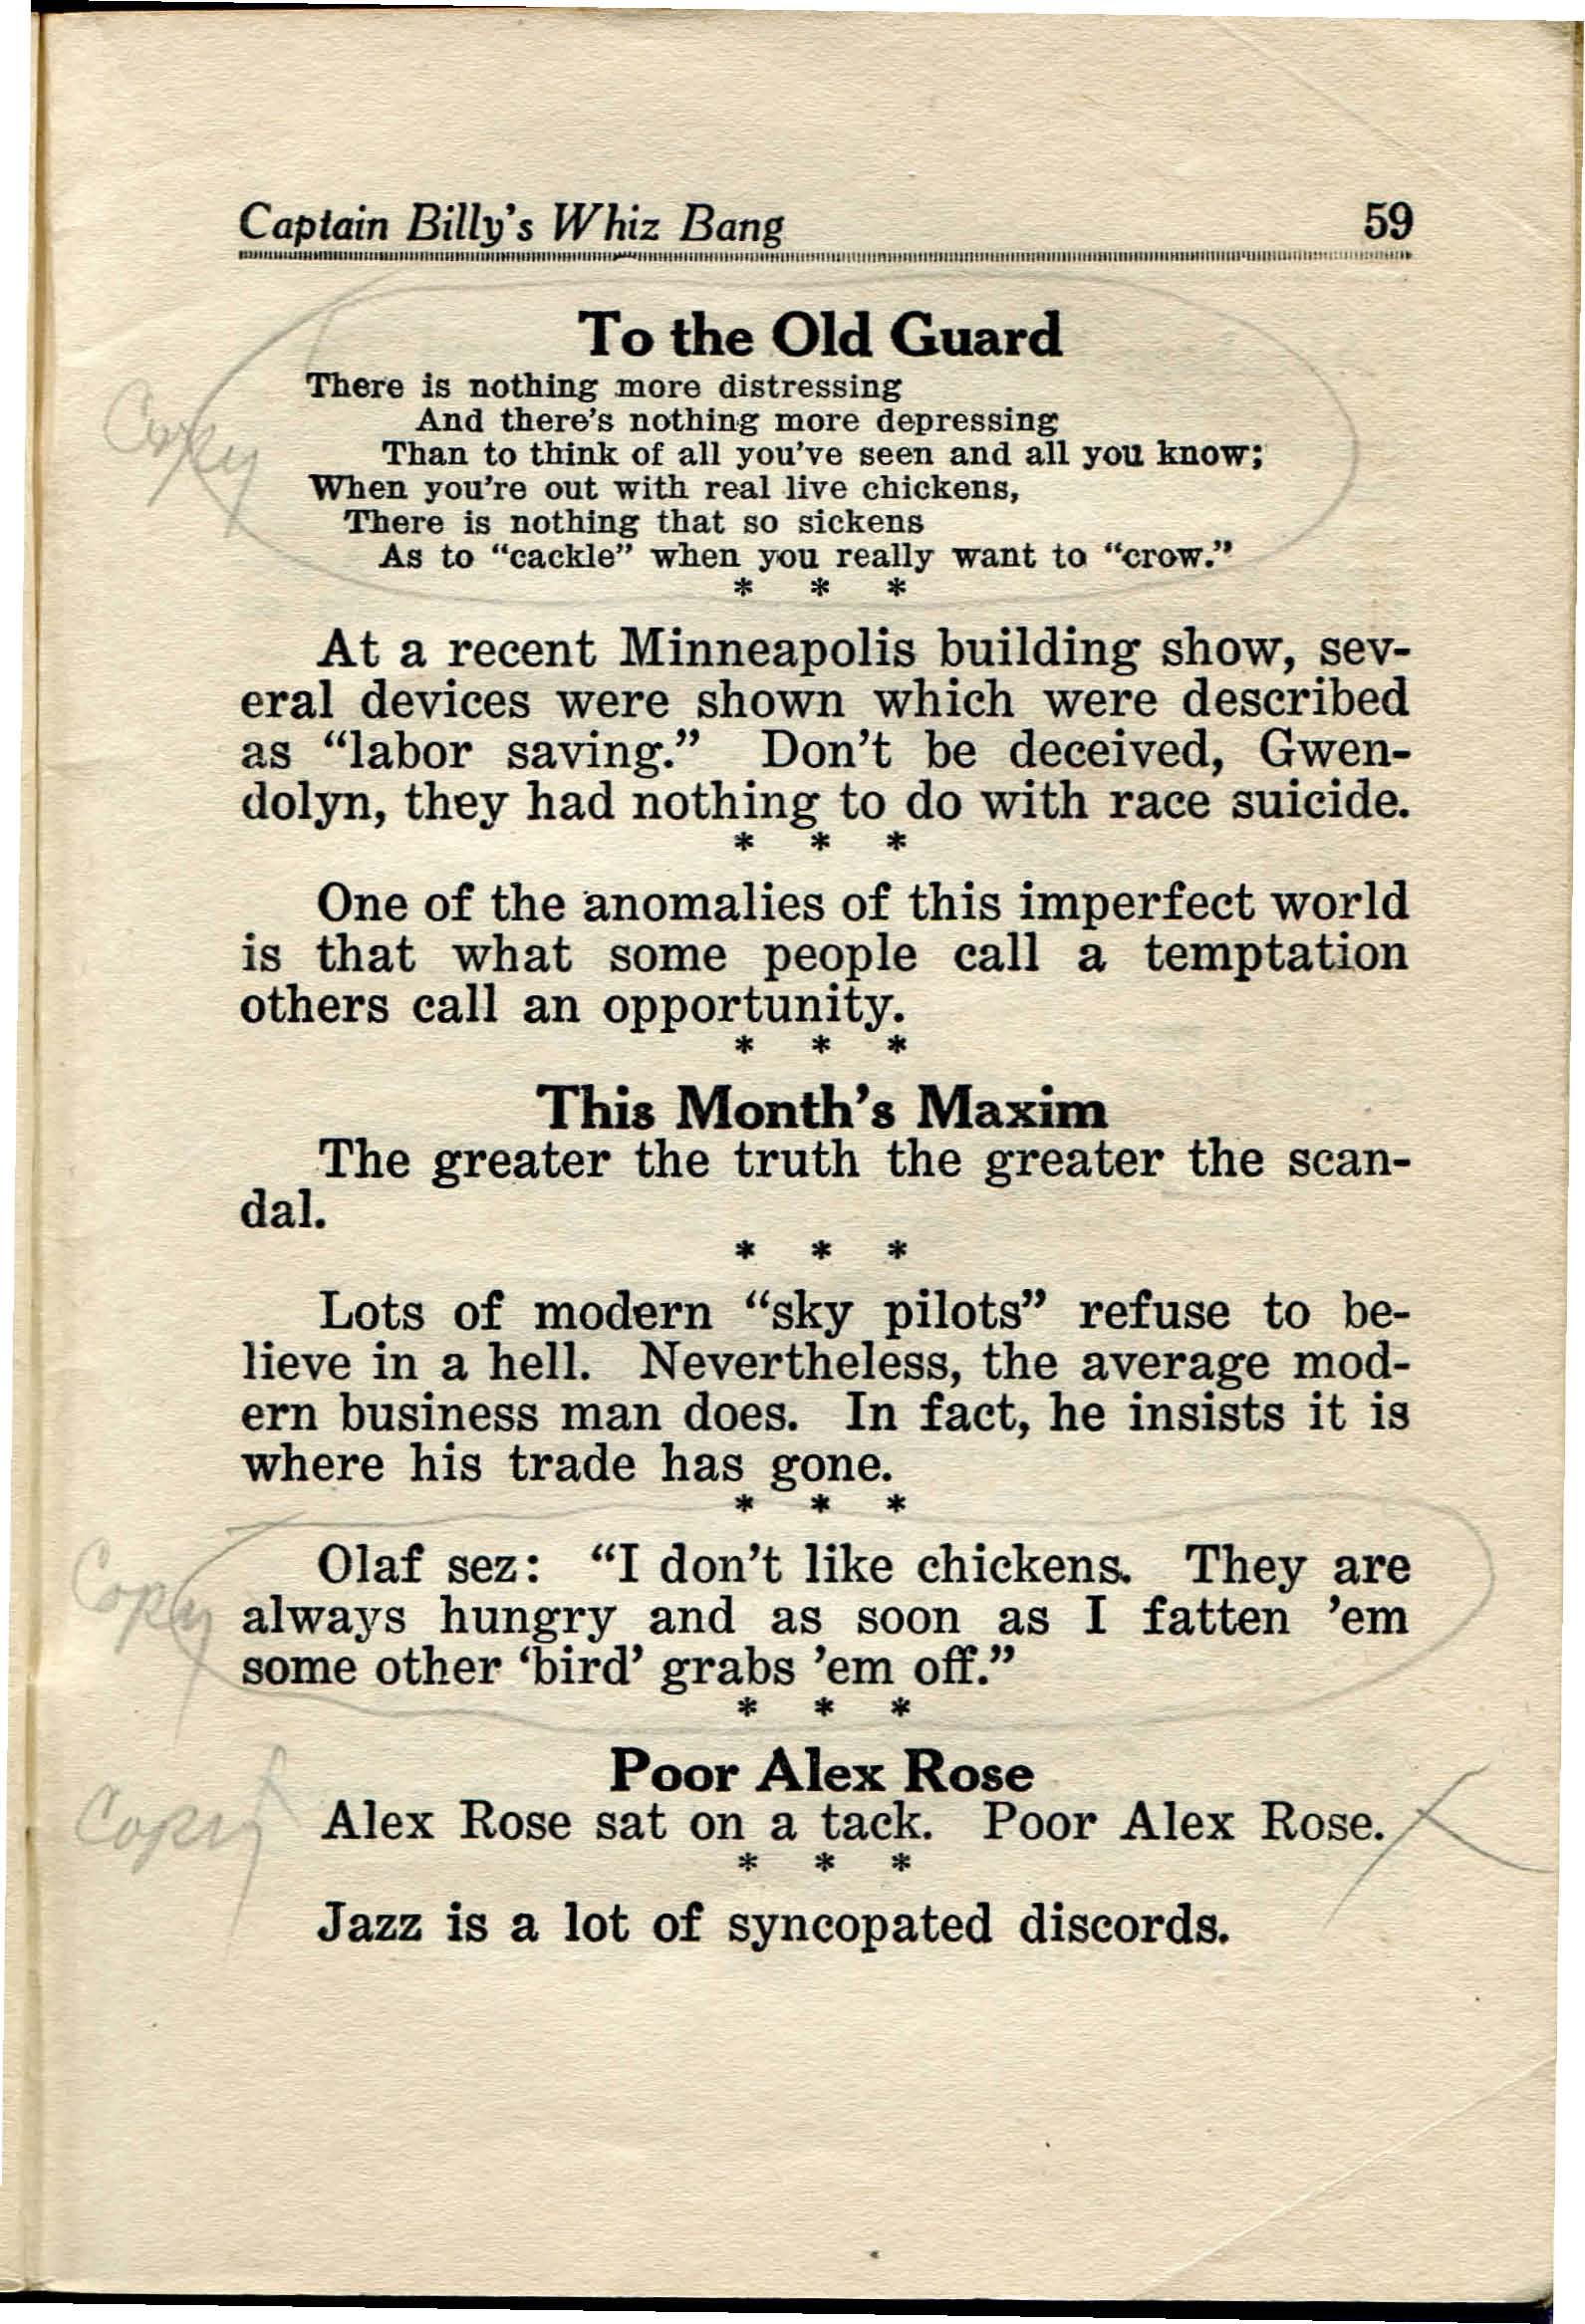 Captain Billy's Whiz Bang 59
To the Old Guard
There is nothing more distressing
And there's nothing more depressing
Than to think of all you've seen and all you know;
Copy
When you're out with real live chickens,
There is nothing that so sickens
As to "cackle" when you really want to "crow."
* * *
At a recent Minneapolis building show, sev-
eral devices were shown which were described
as "labor saving." Don't be deceived, Gwen-
dolyn, they had nothing to do with race suicide.
* * *
One of the anomalies of this imperfect world
is that what some people call a temptation
others call an opportunity.
* * *
This Month's Maxim
The greater the truth the greater the scan-
dal.
* * *
Lots of modern "sky pilots" refuse to be-
lieve in a hell. Nevertheless, the average mod-
ern business man does. In fact, he insists it is
where his trade has gone.
* * *
Olaf sez: "I don't like chickens. They are
Copy
always hungry and as soon as I fatten 'em
some other 'bird' grabs 'em off."
* * *
Poor Alex Rose
Copy
Alex Rose sat on a tack. Poor Alex Rose.
* * *
Jazz is a lot of syncopated discords.